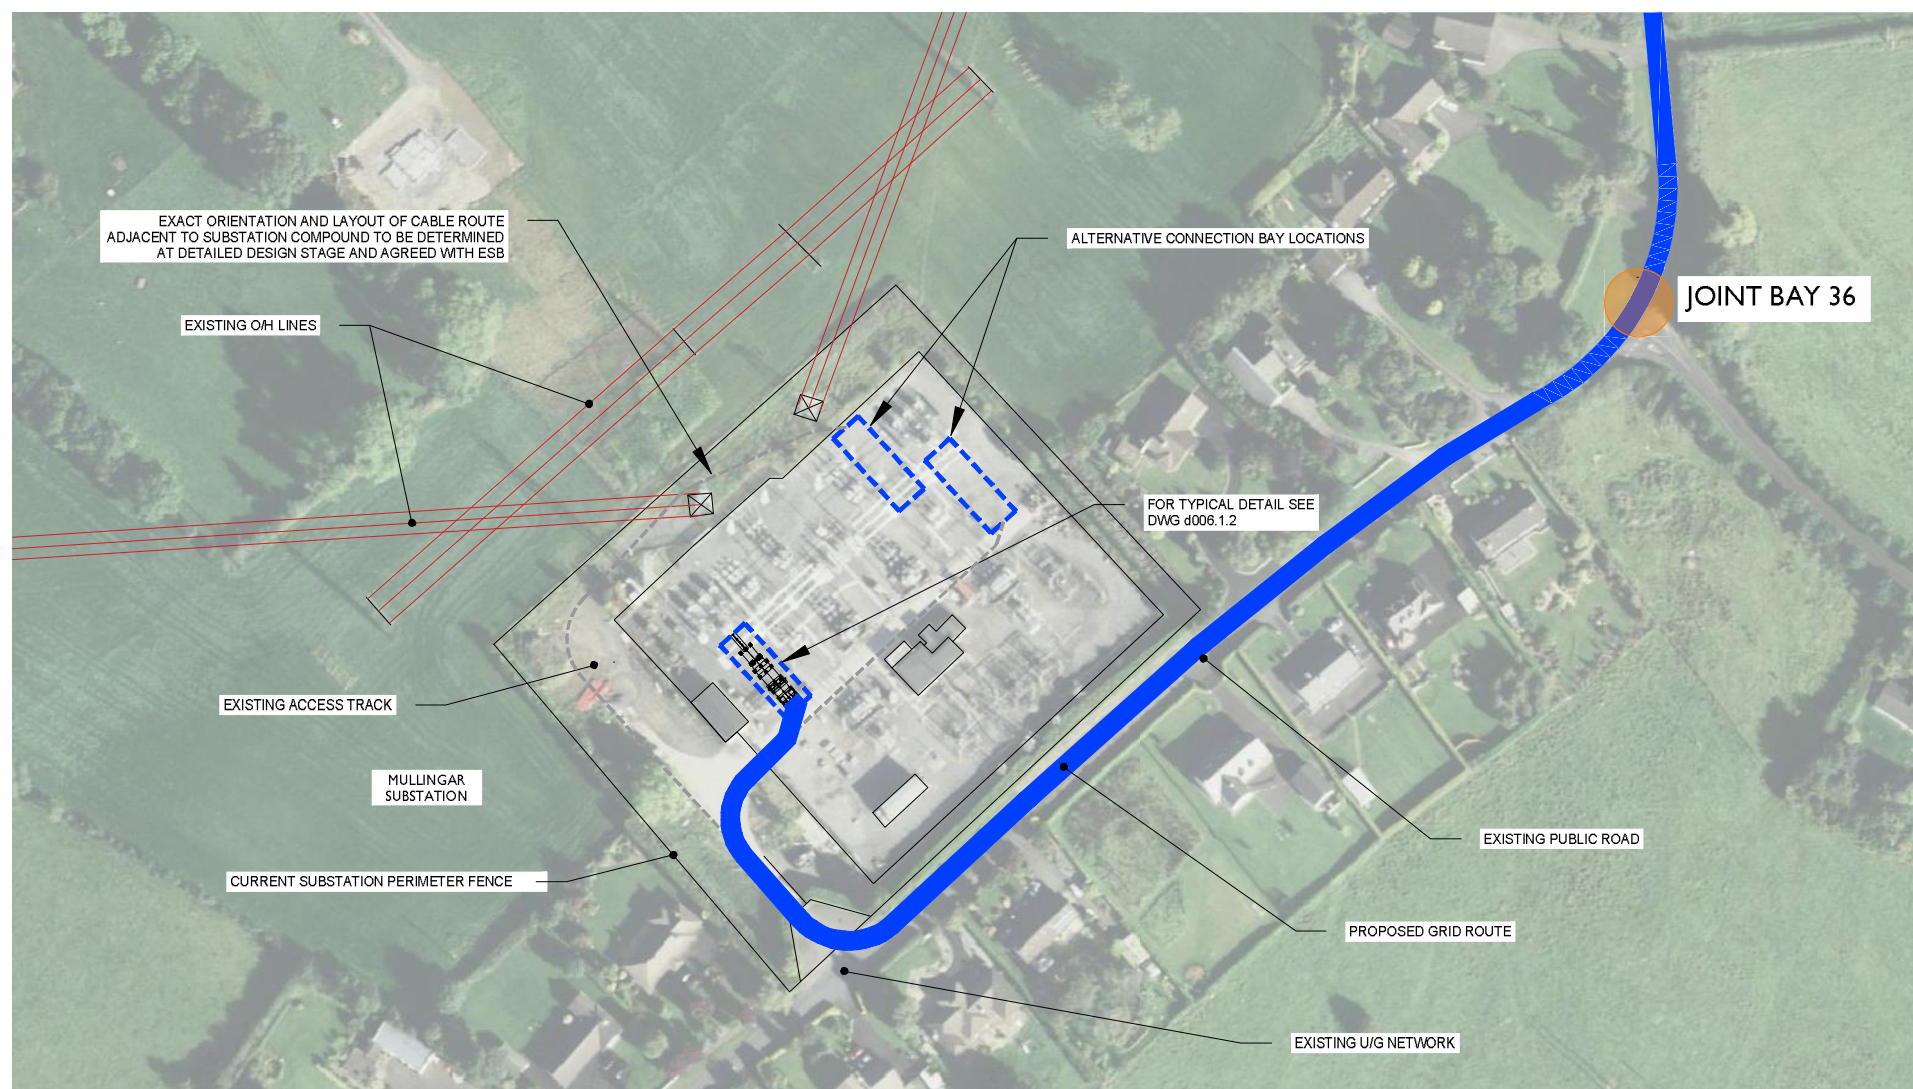 EXACT ORIENTATION AND LAYOUT OF CABLE ROUTE
ADJACENT TO SUBSTATION COMPOUND TO BE DETERMINED
AT DETAILED DESIGN STAGE AND AGREED WITH ESB
ALTERNATIVE CONNECTION BAY LOCATIONS
JOINT BAY 36
EXISTING O/H LINES
FOR TYPICAL DETAIL SEE
DWG d006.1.2
EXISTING ACCESS TRACK
MULLINGAR
SUBSTATION
EXISTING PUBLIC ROAD
CURRENT SUBSTATION PERIMETER FENCE
PROPOSED GRID ROUTE
EXISTING U/G NETWORK